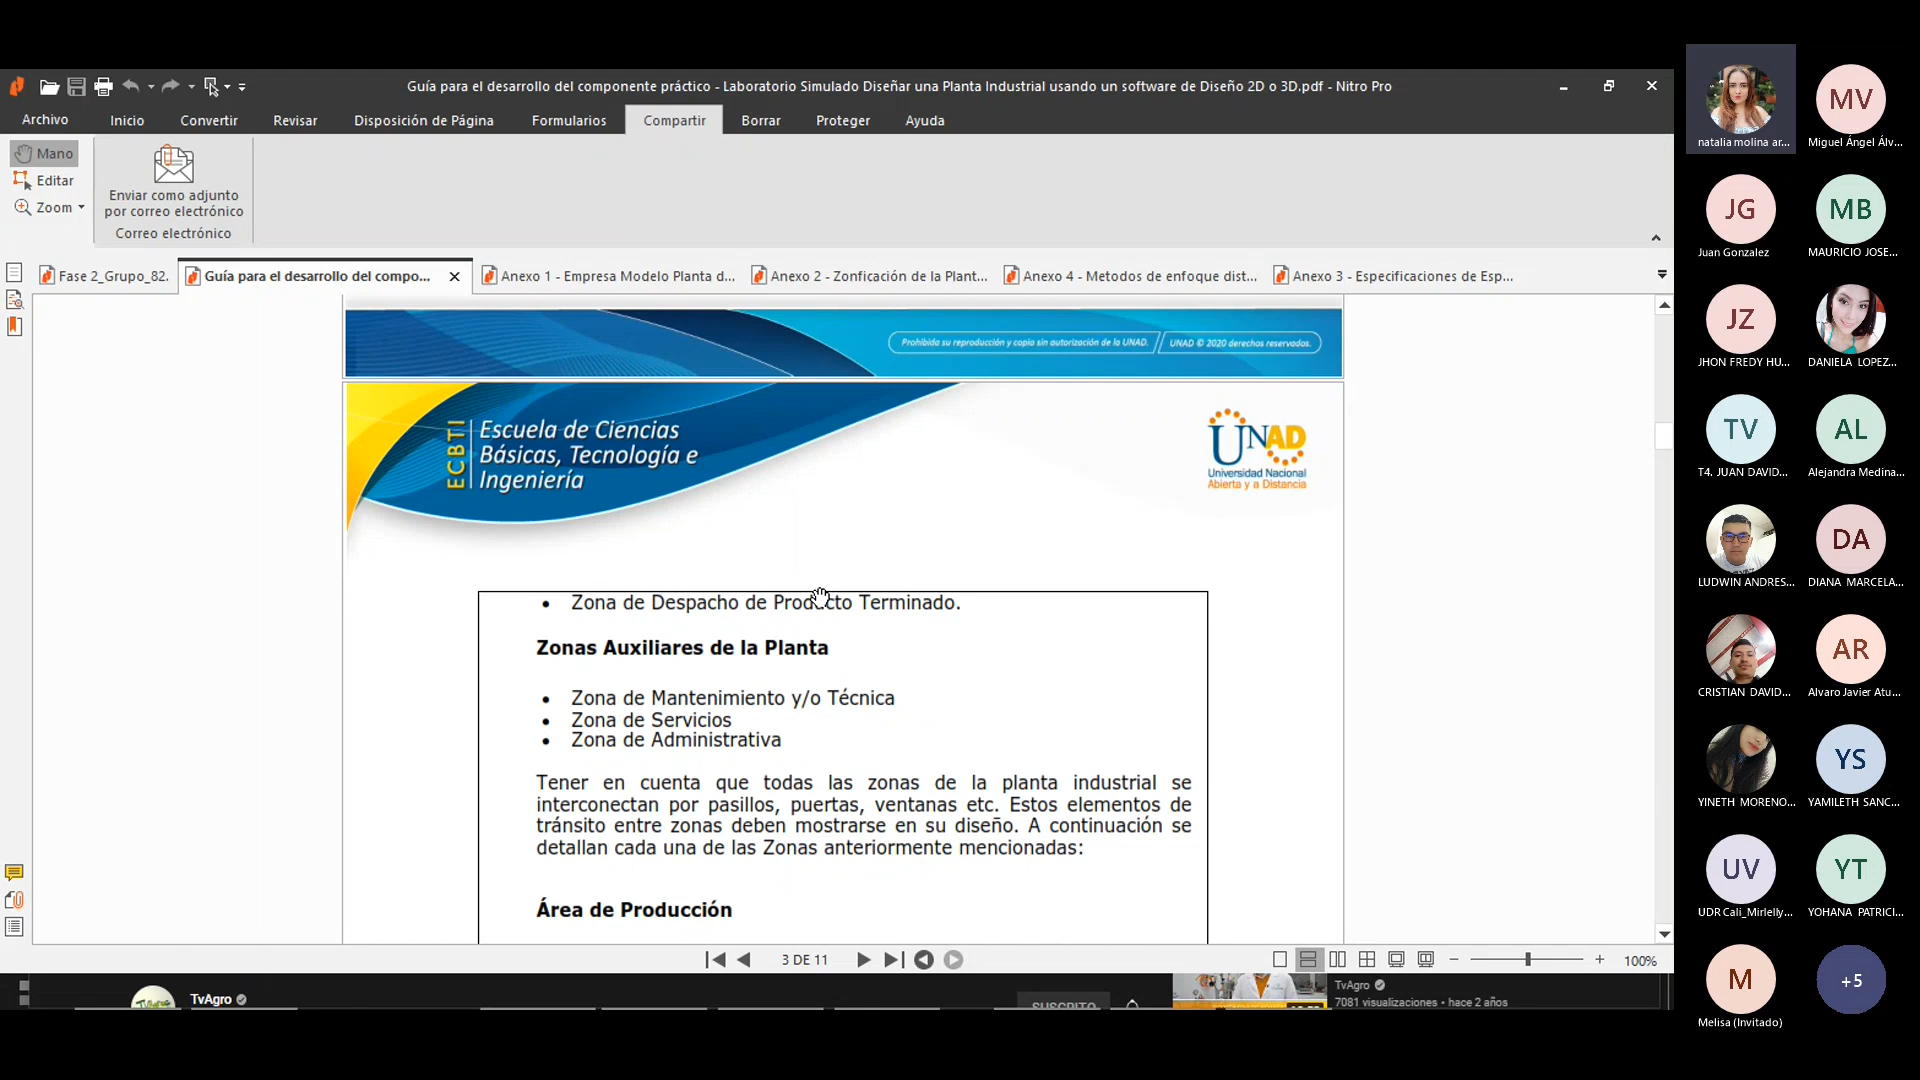 Guía para el desarrollo del componente práctico - Laboratorio Simulado Diseñar una Planta Industrial usando un software de Diseño 2D o 3D.pdf - Nitro Pro
Archivo Inicio Convertir Revisar Disposición de Página Formularios Compartir Borrar Proteger Ayuda
Mano
Editar
Zoom
Enviar como adjunto
por correo electrónico
Correo electrónico
Fase 2_Grupo_82. Guía para el desarrollo del compo... Anexo 1 - Empresa Modelo Planta d... Anexo 2 - Zonficación de la Plant... Anexo 4 - Metodos de enfoque dist... Anexo 3 - Especificaciones de Esp...
Prohibida su reproducción y copia sin autorización de la UNAD. UNAD © 2020 derechos reservados.
ECBTI
Escuela de Ciencias
Básicas, Tecnología e
Ingeniería
UNAD
Universidad Nacional
Abierta y a Distancia
• Zona de Despacho de Producto Terminado.
Zonas Auxiliares de la Planta
• Zona de Mantenimiento y/o Técnica
• Zona de Servicios
• Zona de Administrativa
Tener en cuenta que todas las zonas de la planta industrial se
interconectan por pasillos, puertas, ventanas etc. Estos elementos de
tránsito entre zonas deben mostrarse en su diseño. A continuación se
detallan cada una de las Zonas anteriormente mencionadas:
Área de Producción
3 DE 11
100%
TvAgro
SUSCRITO
TvAgro
7081 visualizaciones • hace 2 años
natalia molina ar...
MV
Miguel Ángel Álv...
JG
Juan Gonzalez
MB
MAURICIO JOSE...
JZ
JHON FREDY HU...
DANIELA LOPEZ...
TV
T4. JUAN DAVID...
AL
Alejandra Medina...
LUDWIN ANDRES...
DA
DIANA MARCELA...
CRISTIAN DAVID...
AR
Alvaro Javier Atu...
YINETH MORENO...
YS
YAMILETH SANC...
UV
UDR Cali_Mirlelly...
YT
YOHANA PATRICI...
M
Melisa (Invitado)
+5